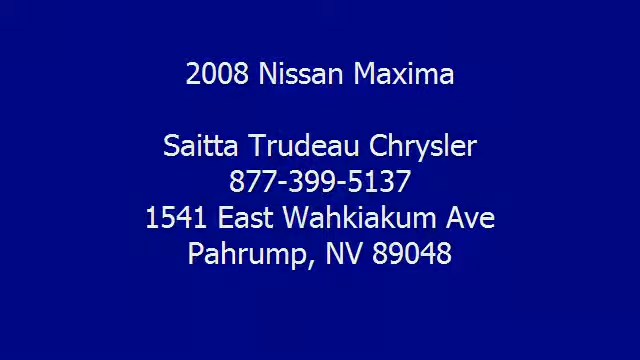 2008 Nissan Maxima
Saitta Trudeau Chrysler
877-399-5137
1541 East Wahkiakum Ave
Pahrump, NV 89048